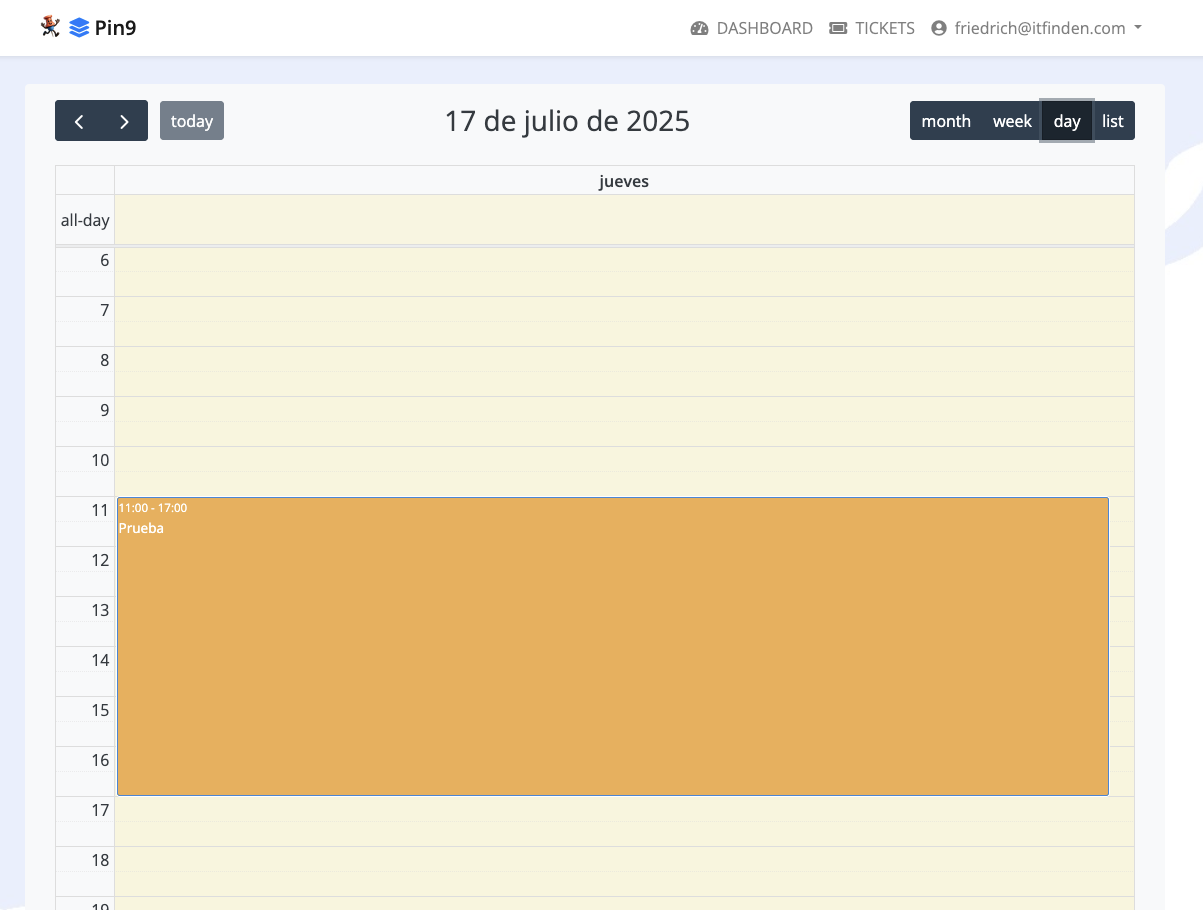 Pin9
DASHBOARD
TICKETS
friedrich@itfinden.com
today
17 de julio de 2025
month
week
day
list
jueves
all-day
6
7
8
9
10
11
11:00 - 17:00
Prueba
12
13
14
15
16
17
18
19